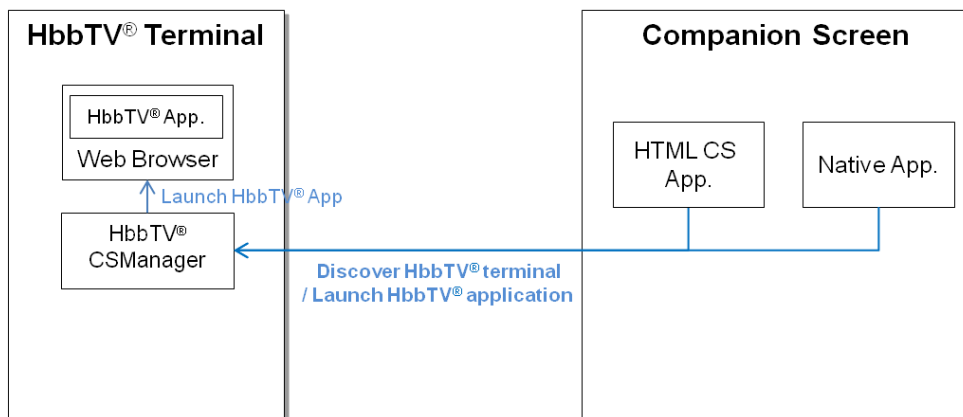 HbbTV® Terminal
HbbTV® App.
Web Browser
Launch HbbTV® App
HbbTV®
CSManager
Discover HbbTV® terminal
/ Launch HbbTV® application
Companion Screen
HTML CS
App.
Native App.